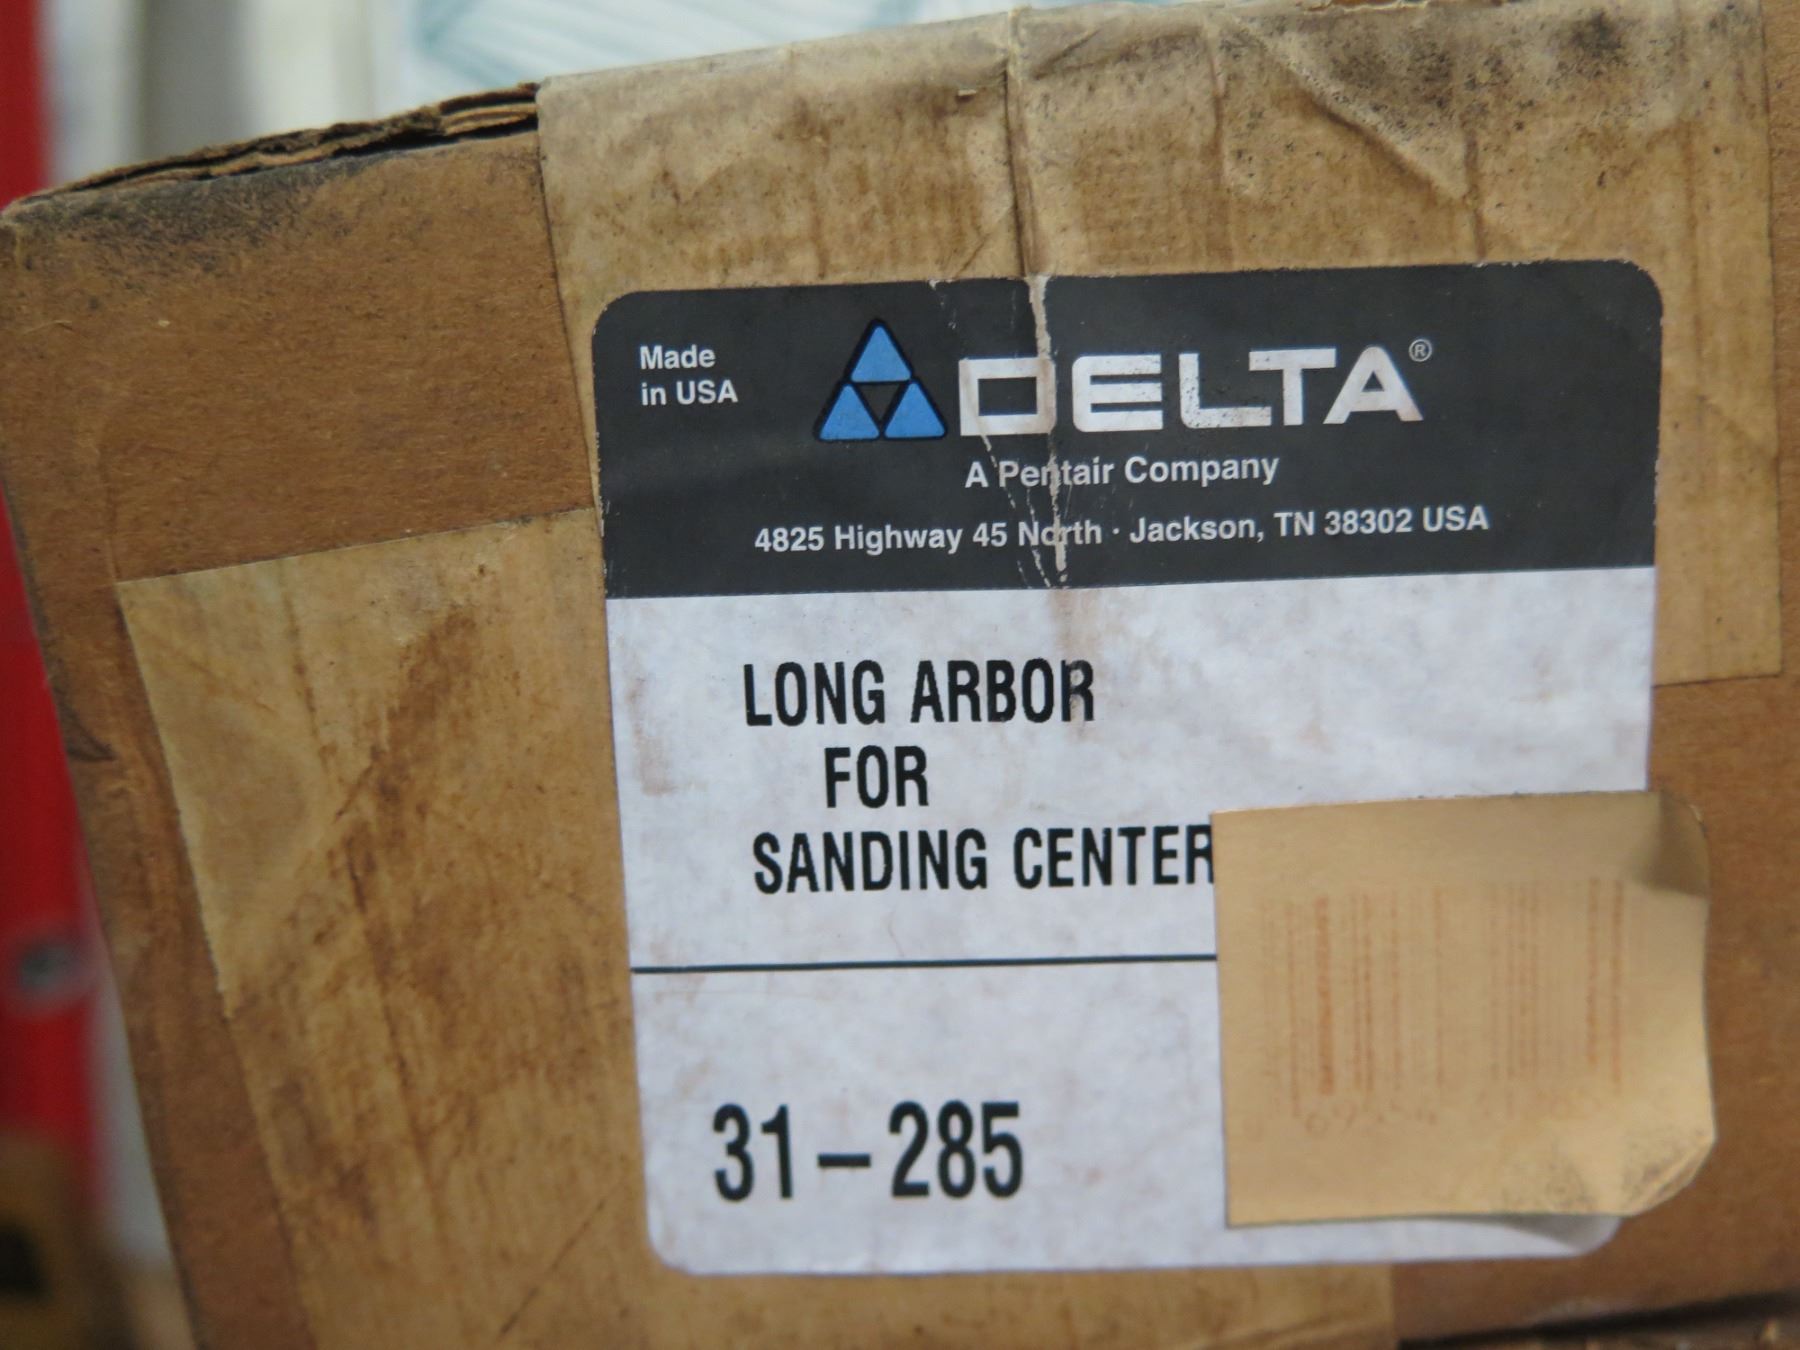 Made
in USA
DELTA®
A Pentair Company
4825 Highway 45 North · Jackson, TN 38302 USA
LONG ARBOR
FOR
SANDING CENTER
31-285